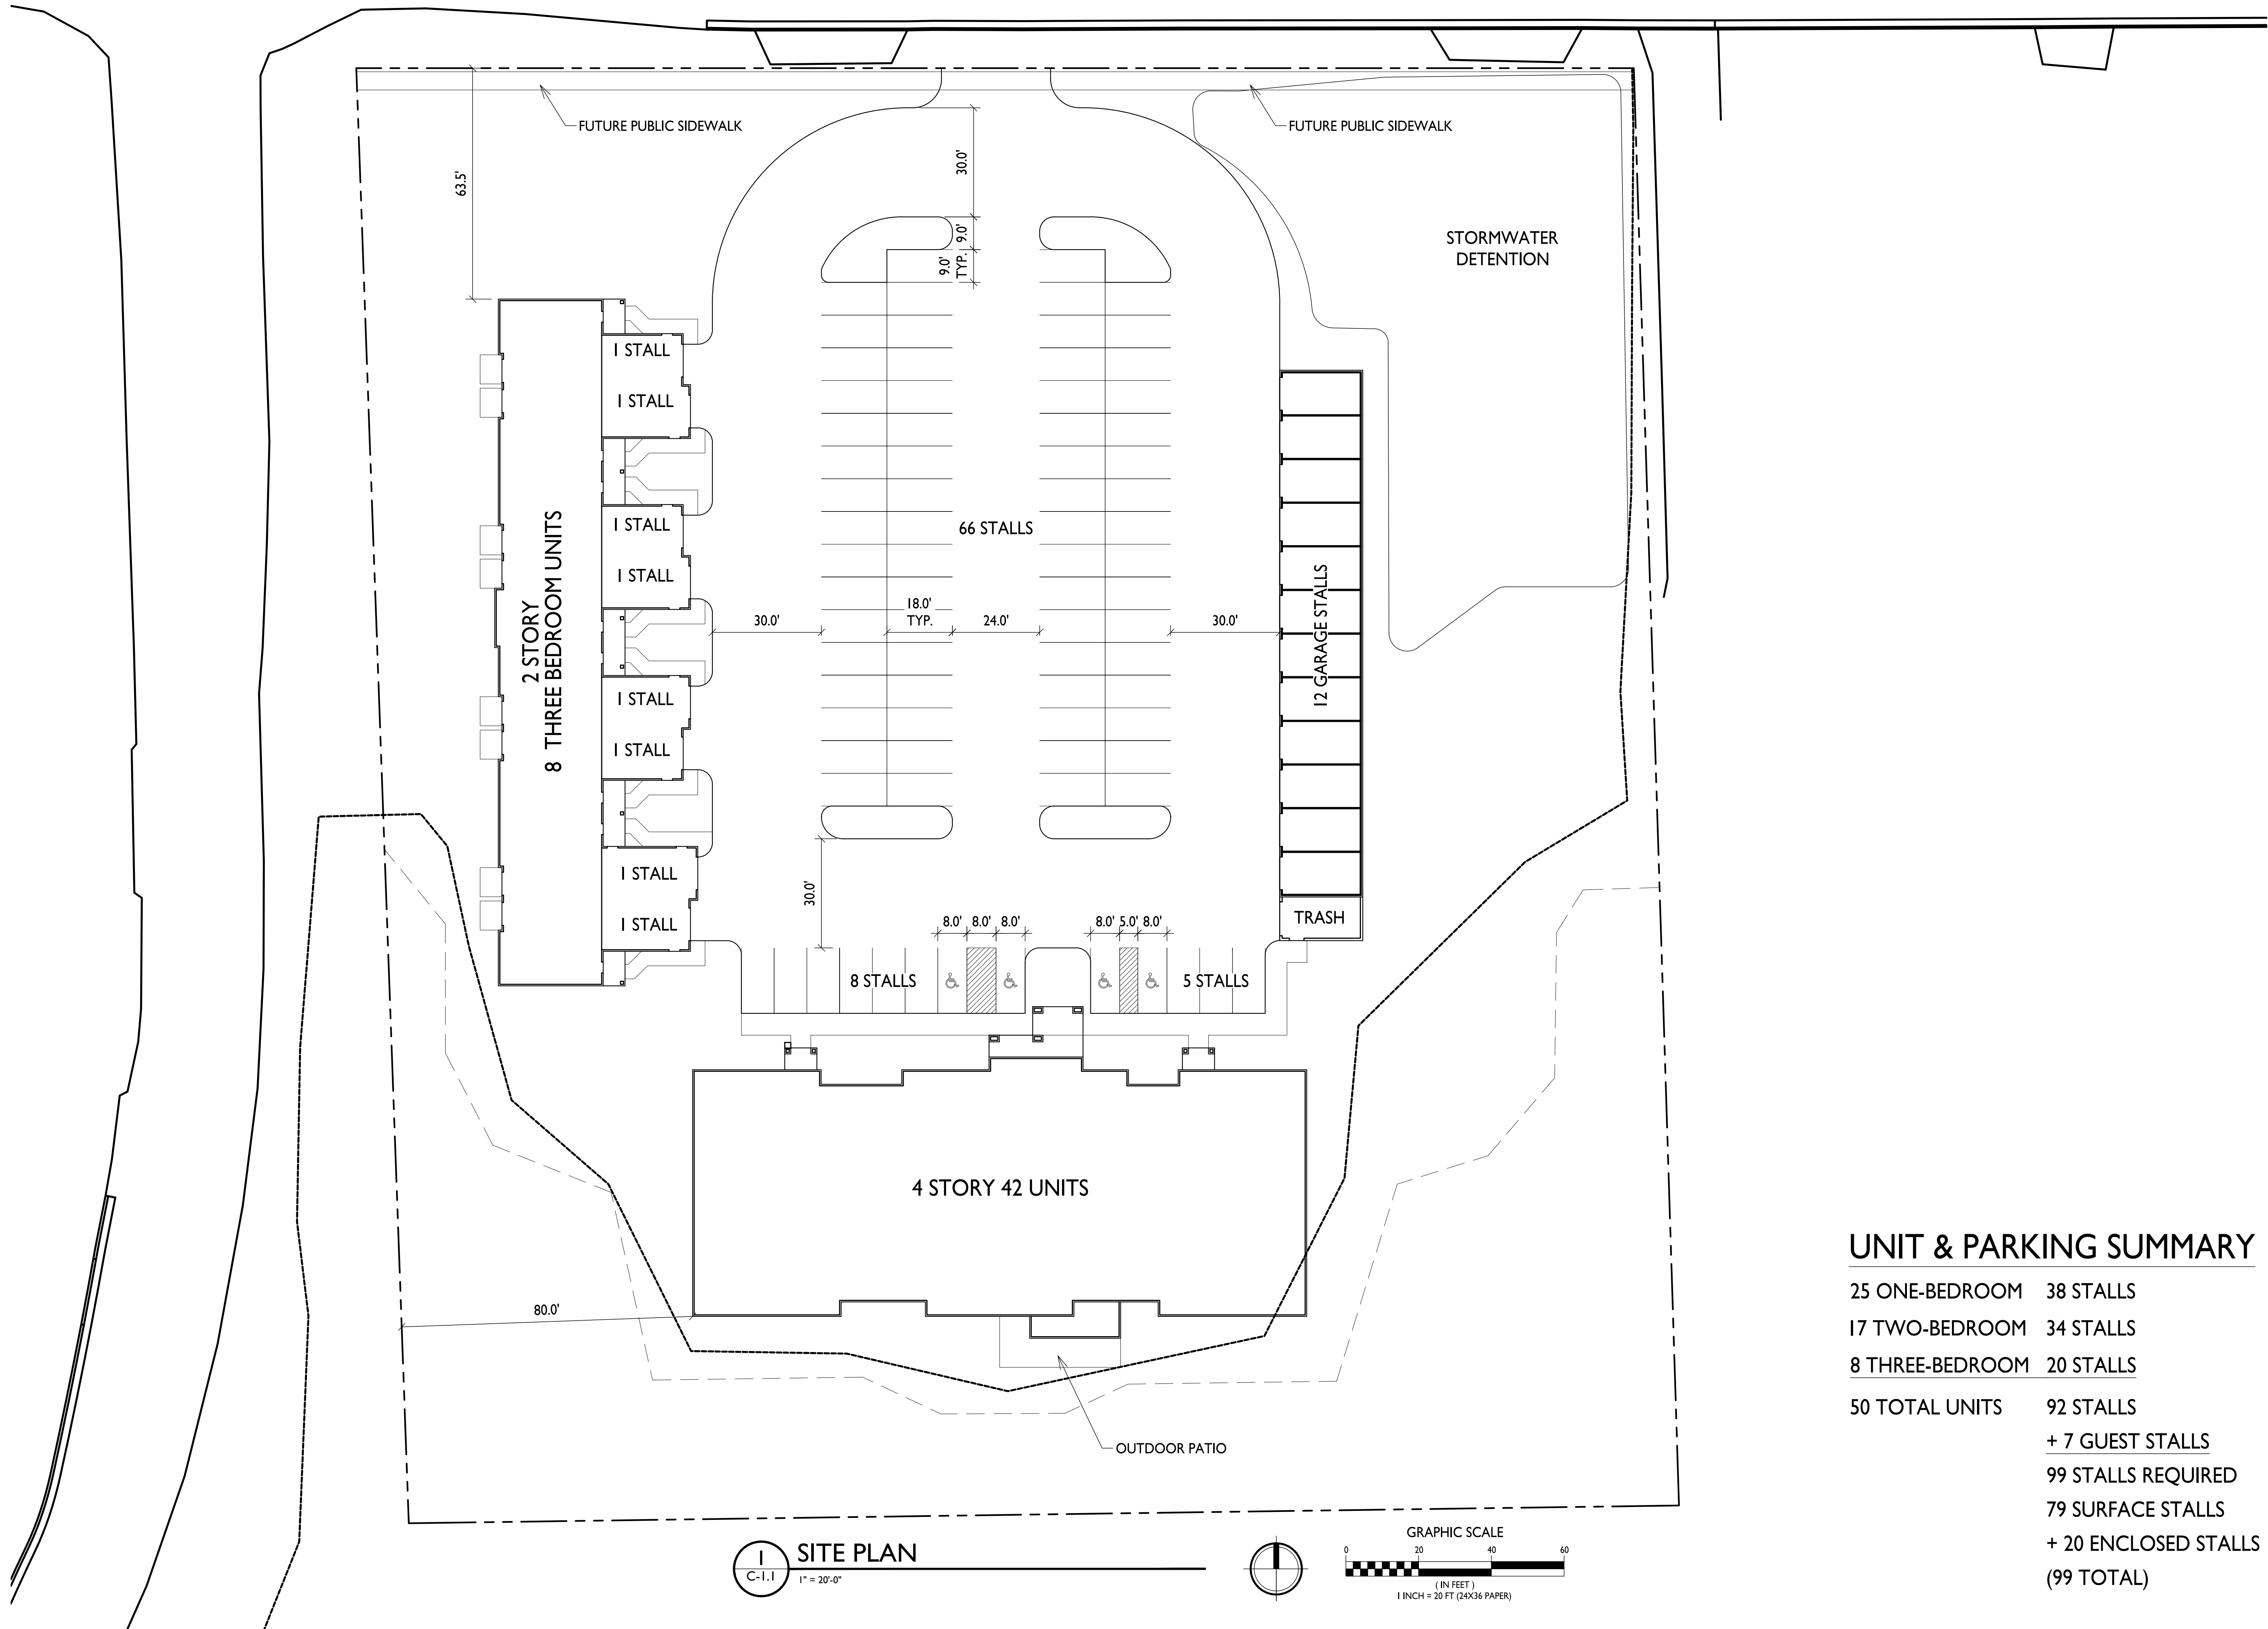 FUTURE PUBLIC SIDEWALK
FUTURE PUBLIC SIDEWALK
63.5'
30.0'
9.0'
9.0'
TYP.
STORMWATER
DETENTION
1 STALL
1 STALL
1 STALL
1 STALL
1 STALL
1 STALL
1 STALL
1 STALL
2 STORY
8 THREE BEDROOM UNITS
66 STALLS
30.0'
18.0'
TYP.
24.0'
30.0'
12 GARAGE STALLS
30.0'
8.0' 8.0' 8.0'
8.0' 5.0' 8.0'
TRASH
8 STALLS
5 STALLS
4 STORY 42 UNITS
80.0'
OUTDOOR PATIO
UNIT & PARKING SUMMARY
25 ONE-BEDROOM 38 STALLS
17 TWO-BEDROOM 34 STALLS
8 THREE-BEDROOM 20 STALLS
50 TOTAL UNITS 92 STALLS
+ 7 GUEST STALLS
99 STALLS REQUIRED
79 SURFACE STALLS
+ 20 ENCLOSED STALLS
(99 TOTAL)
1
C-1.1
SITE PLAN
1" = 20'-0"
GRAPHIC SCALE
0 20 40 60
( IN FEET )
1 INCH = 20 FT (24X36 PAPER)